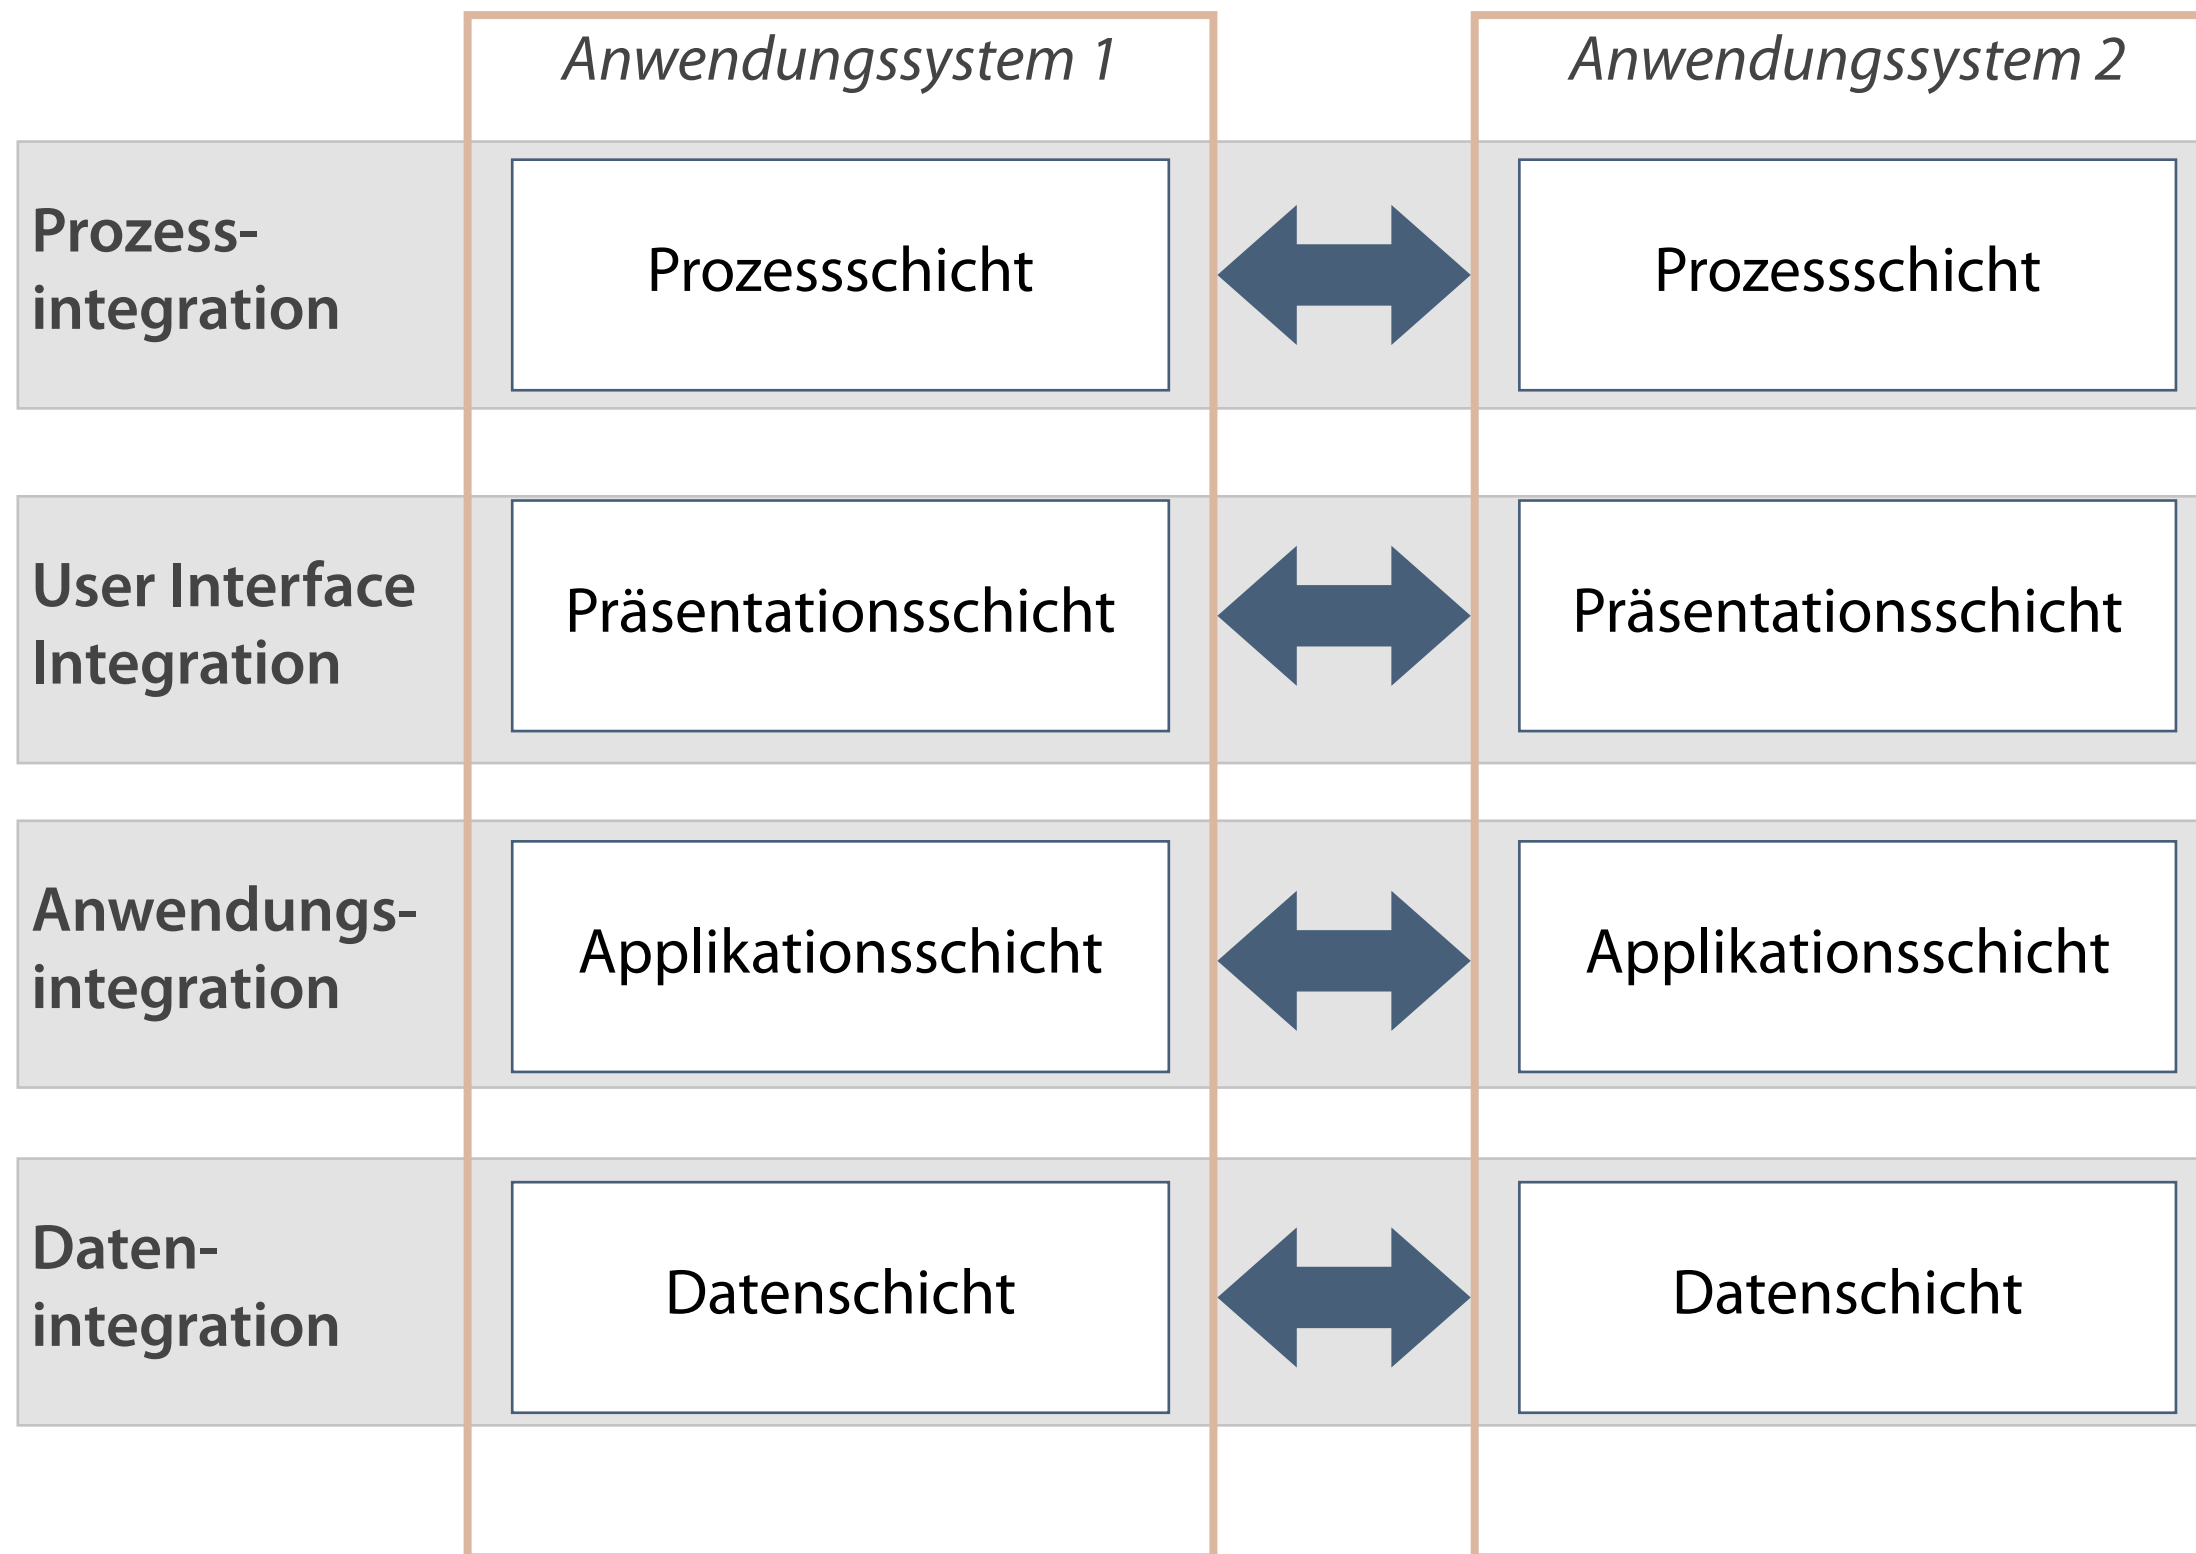 Anwendungssystem 1
Anwendungssystem 2
Prozess-
integration
Prozessschicht
Prozessschicht
User Interface
Integration
Präsentationsschicht
Präsentationsschicht
Anwendungs-
integration
Applikationsschicht
Applikationsschicht
Daten-
integration
Datenschicht
Datenschicht